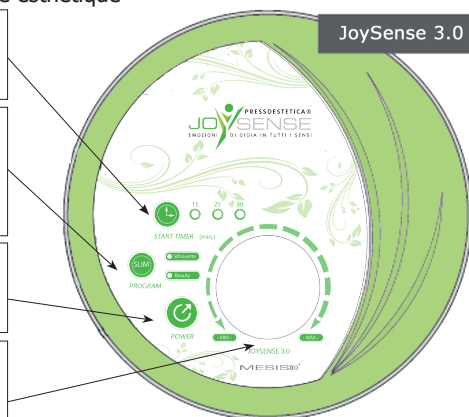 esthétique
JoySense 3.0
PRESSOESTETICA®
JOYSENSE
EMOZIONI DI GIOIA IN TUTTI I SENSI
15 25 30
START-TIMER (min.)
SLIM
Silhouette
Beauty
PROGRAM
POWER
-MIN- -MAX-
JOYSENSE 3.0
MESIS®